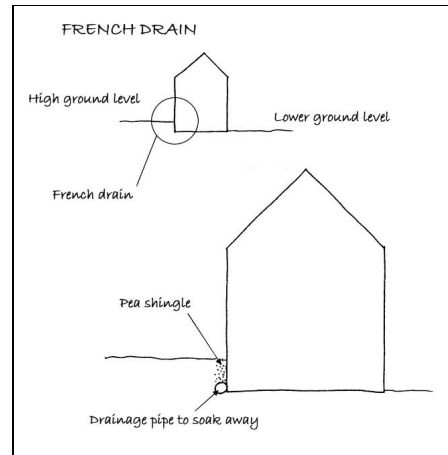 FRENCH DRAIN
High ground level
Lower ground level
French drain
Pea shingle
Drainage pipe to soak away